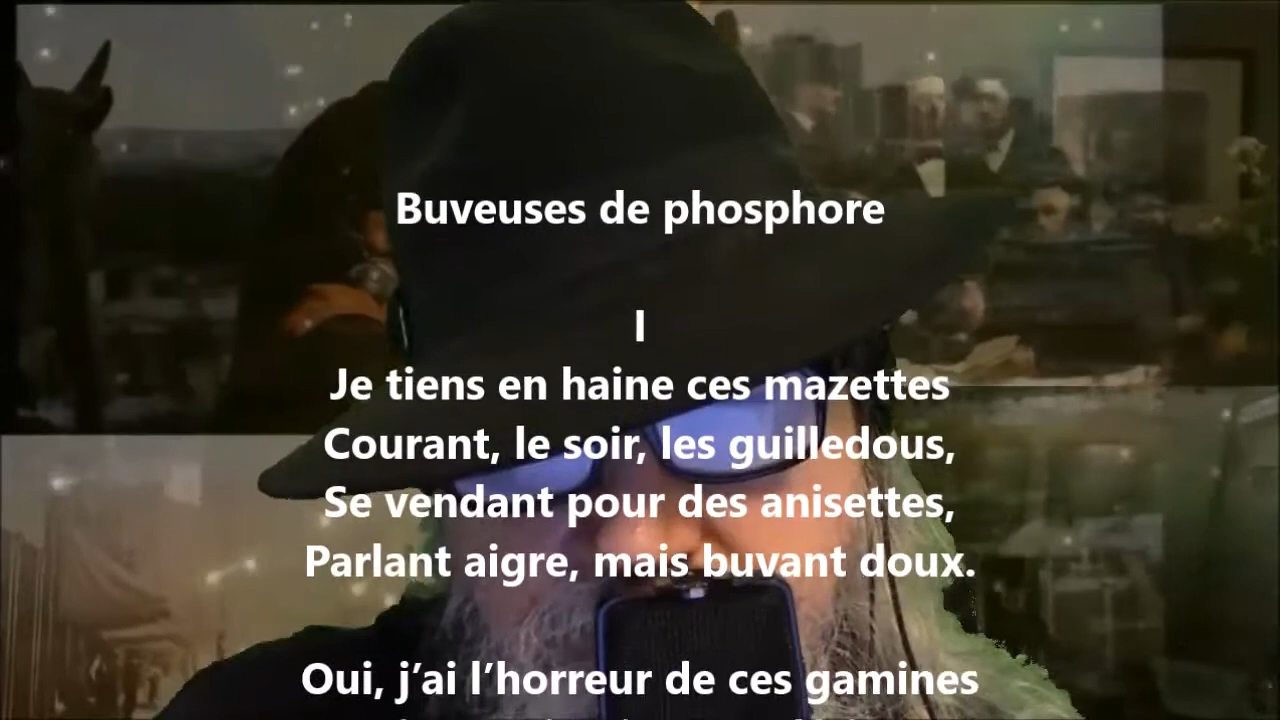 Buveuses de phosphore
I
Je tiens en haine ces mazettes
Courant, le soir, les guilledous,
Se vendant pour des anisettes,
Parlant aigre, mais buvant doux.
Oui, j’ai l’horreur de ces gamines